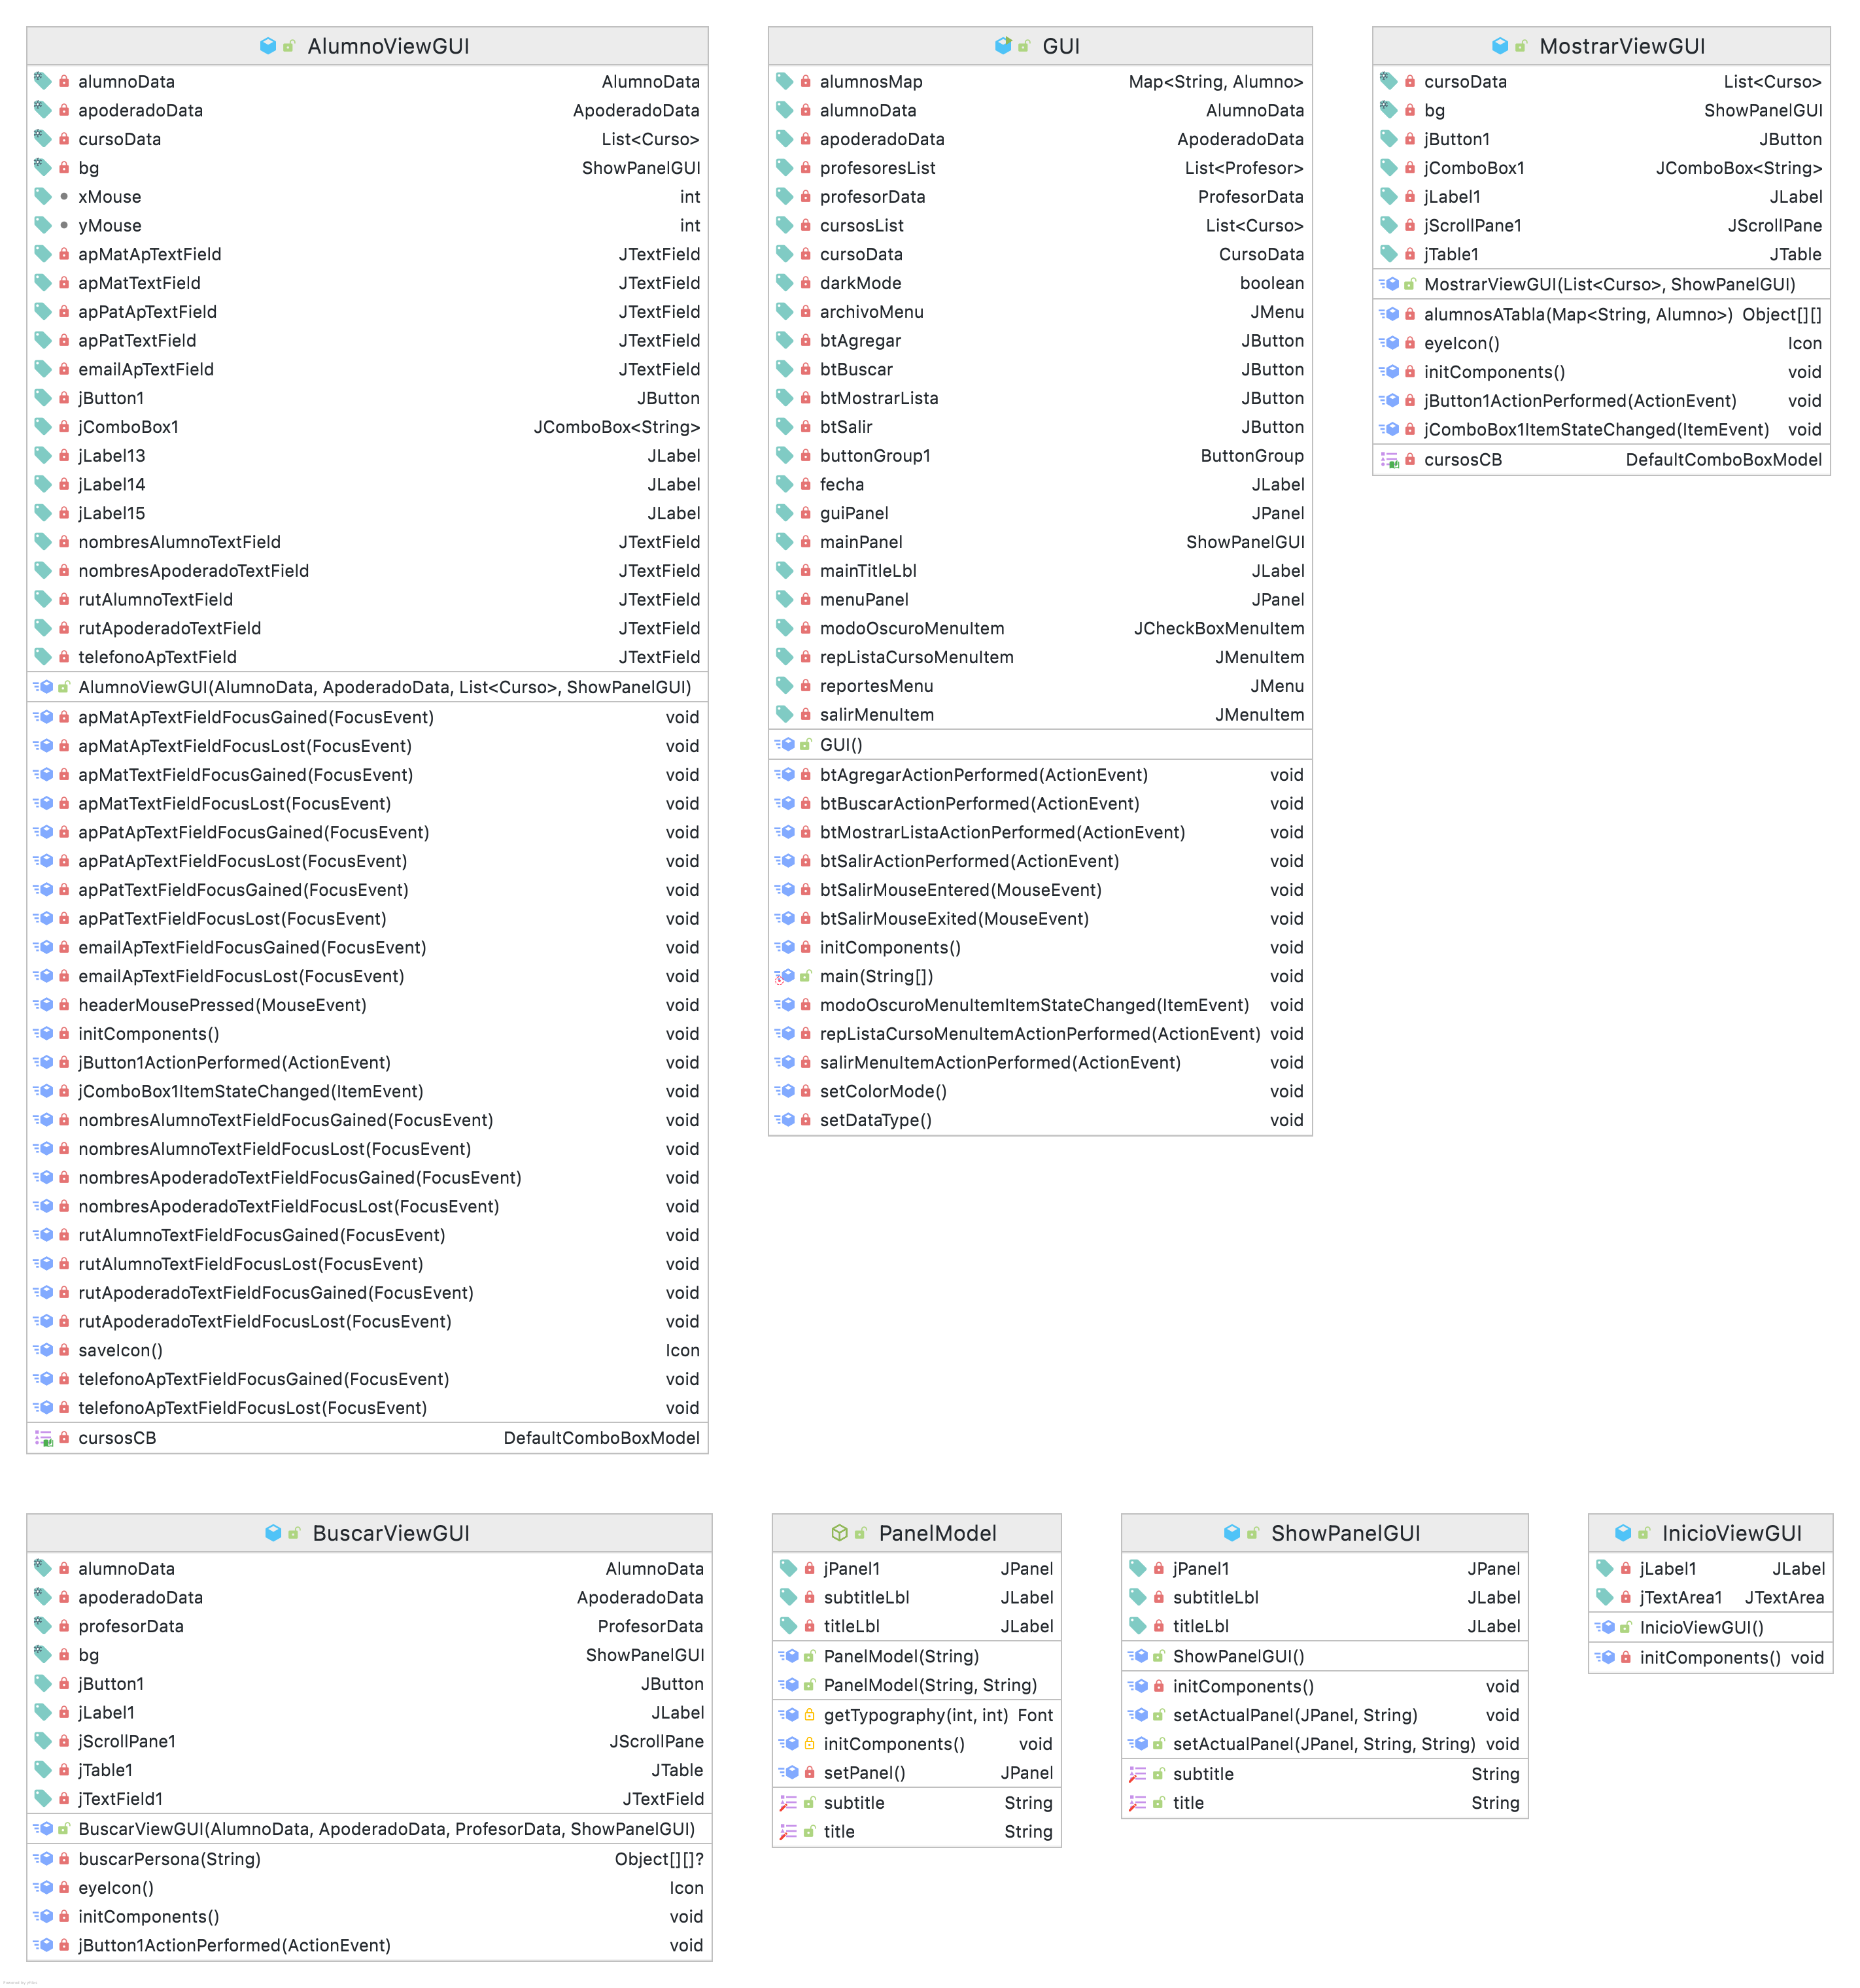 AlumnoViewGUI
alumnoData AlumnoData
apoderadoData ApoderadoData
cursoData List<Curso>
bg ShowPanelGUI
xMouse int
yMouse int
apMatApTextField JTextField
apMatTextField JTextField
apPatApTextField JTextField
apPatTextField JTextField
emailApTextField JTextField
jButton1 JButton
jComboBox1 JComboBox<String>
jLabel13 JLabel
jLabel14 JLabel
jLabel15 JLabel
nombresAlumnoTextField JTextField
nombresApoderadoTextField JTextField
rutAlumnoTextField JTextField
rutApoderadoTextField JTextField
telefonoApTextField JTextField
AlumnoViewGUI(AlumnoData, ApoderadoData, List<Curso>, ShowPanelGUI)
apMatApTextFieldFocusGained(FocusEvent) void
apMatApTextFieldFocusLost(FocusEvent) void
apMatTextFieldFocusGained(FocusEvent) void
apMatTextFieldFocusLost(FocusEvent) void
apPatApTextFieldFocusGained(FocusEvent) void
apPatApTextFieldFocusLost(FocusEvent) void
apPatTextFieldFocusGained(FocusEvent) void
apPatTextFieldFocusLost(FocusEvent) void
emailApTextFieldFocusGained(FocusEvent) void
emailApTextFieldFocusLost(FocusEvent) void
headerMousePressed(MouseEvent) void
initComponents() void
jButton1ActionPerformed(ActionEvent) void
jComboBox1ItemStateChanged(ItemEvent) void
nombresAlumnoTextFieldFocusGained(FocusEvent) void
nombresAlumnoTextFieldFocusLost(FocusEvent) void
nombresApoderadoTextFieldFocusGained(FocusEvent) void
nombresApoderadoTextFieldFocusLost(FocusEvent) void
rutAlumnoTextFieldFocusGained(FocusEvent) void
rutAlumnoTextFieldFocusLost(FocusEvent) void
rutApoderadoTextFieldFocusGained(FocusEvent) void
rutApoderadoTextFieldFocusLost(FocusEvent) void
saveIcon() Icon
telefonoApTextFieldFocusGained(FocusEvent) void
telefonoApTextFieldFocusLost(FocusEvent) void
cursosCB DefaultComboBoxModel
GUI
alumnosMap Map<String, Alumno>
alumnoData AlumnoData
apoderadoData ApoderadoData
profesoresList List<Profesor>
profesorData ProfesorData
cursosList List<Curso>
cursoData CursoData
darkMode boolean
archivoMenu JMenu
btAgregar JButton
btBuscar JButton
btMostrarLista JButton
btSalir JButton
buttonGroup1 ButtonGroup
fecha JLabel
guiPanel JPanel
mainPanel ShowPanelGUI
mainTitleLbl JLabel
menuPanel JPanel
modoOscuroMenuItem JCheckBoxMenuItem
repListaCursoMenuItem JMenuItem
reportesMenu JMenu
salirMenuItem JMenuItem
GUI()
btAgregarActionPerformed(ActionEvent) void
btBuscarActionPerformed(ActionEvent) void
btMostrarListaActionPerformed(ActionEvent) void
btSalirActionPerformed(ActionEvent) void
btSalirMouseEntered(MouseEvent) void
btSalirMouseExited(MouseEvent) void
initComponents() void
main(String[]) void
modoOscuroMenuItemItemStateChanged(ItemEvent) void
repListaCursoMenuItemActionPerformed(ActionEvent) void
salirMenuItemActionPerformed(ActionEvent) void
setColorMode() void
setDataType() void
MostrarViewGUI
cursoData List<Curso>
bg ShowPanelGUI
jButton1 JButton
jComboBox1 JComboBox<String>
jLabel1 JLabel
jScrollPane1 JScrollPane
jTable1 JTable
MostrarViewGUI(List<Curso>, ShowPanelGUI)
alumnosATabla(Map<String, Alumno>) Object[][]
eyeIcon() Icon
initComponents() void
jButton1ActionPerformed(ActionEvent) void
jComboBox1ItemStateChanged(ItemEvent) void
cursosCB DefaultComboBoxModel
BuscarViewGUI
alumnoData AlumnoData
apoderadoData ApoderadoData
profesorData ProfesorData
bg ShowPanelGUI
jButton1 JButton
jLabel1 JLabel
jScrollPane1 JScrollPane
jTable1 JTable
jTextField1 JTextField
BuscarViewGUI(AlumnoData, ApoderadoData, ProfesorData, ShowPanelGUI)
buscarPersona(String) Object[][]?
eyeIcon() Icon
initComponents() void
jButton1ActionPerformed(ActionEvent) void
PanelModel
jPanel1 JPanel
subtitleLbl JLabel
titleLbl JLabel
PanelModel(String)
PanelModel(String, String)
getTypography(int, int) Font
initComponents() void
setPanel() JPanel
subtitle String
title String
ShowPanelGUI
jPanel1 JPanel
subtitleLbl JLabel
titleLbl JLabel
ShowPanelGUI()
initComponents() void
setActualPanel(JPanel, String) void
setActualPanel(JPanel, String, String) void
subtitle String
title String
InicioViewGUI
jLabel1 JLabel
jTextArea1 JTextArea
InicioViewGUI()
initComponents() void